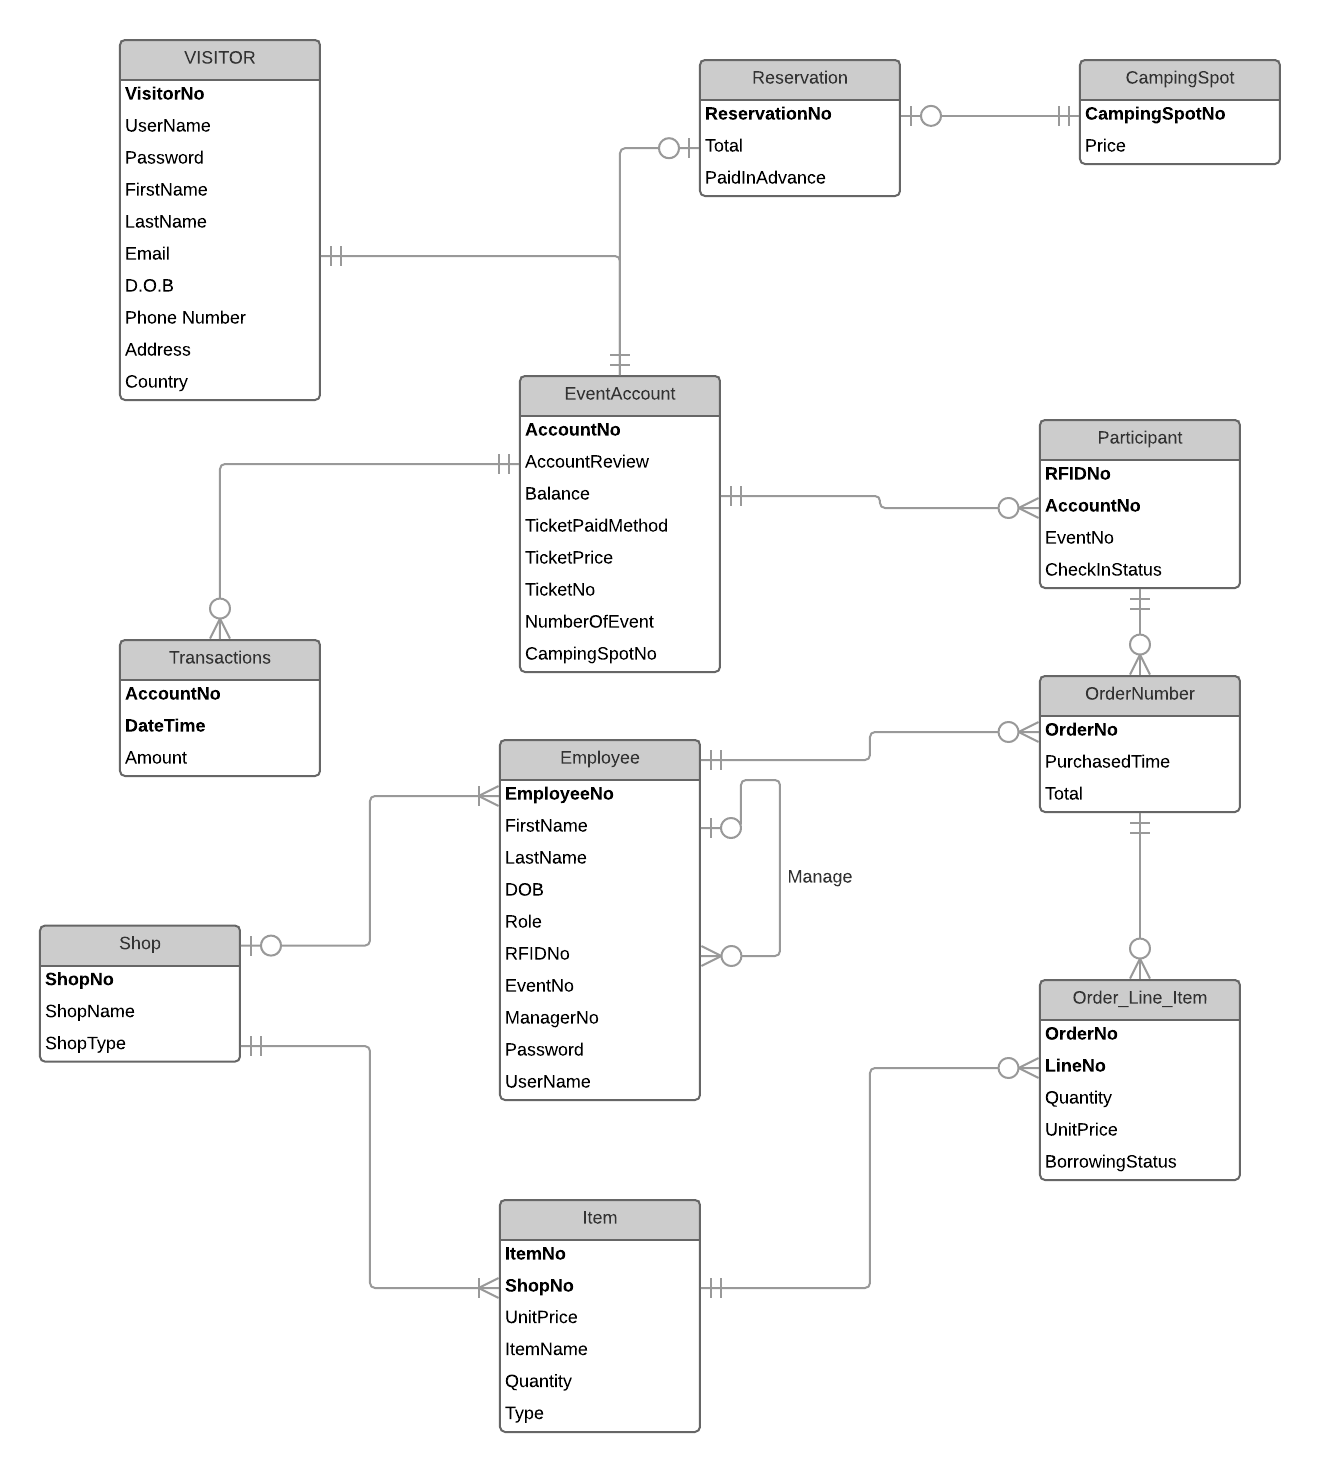 VISITOR
VisitorNo
UserName
Password
FirstName
LastName
Email
D.O.B
Phone Number
Address
Country
Reservation
ReservationNo
Total
PaidInAdvance
CampingSpot
CampingSpotNo
Price
EventAccount
AccountNo
AccountReview
Balance
TicketPaidMethod
TicketPrice
TicketNo
NumberOfEvent
CampingSpotNo
Participant
RFIDNo
AccountNo
EventNo
CheckInStatus
Transactions
AccountNo
DateTime
Amount
Employee
EmployeeNo
FirstName
LastName
DOB
Role
RFIDNo
EventNo
ManagerNo
Password
UserName
Manage
OrderNumber
OrderNo
PurchasedTime
Total
Shop
ShopNo
ShopName
ShopType
Order_Line_Item
OrderNo
LineNo
Quantity
UnitPrice
BorrowingStatus
Item
ItemNo
ShopNo
UnitPrice
ItemName
Quantity
Type